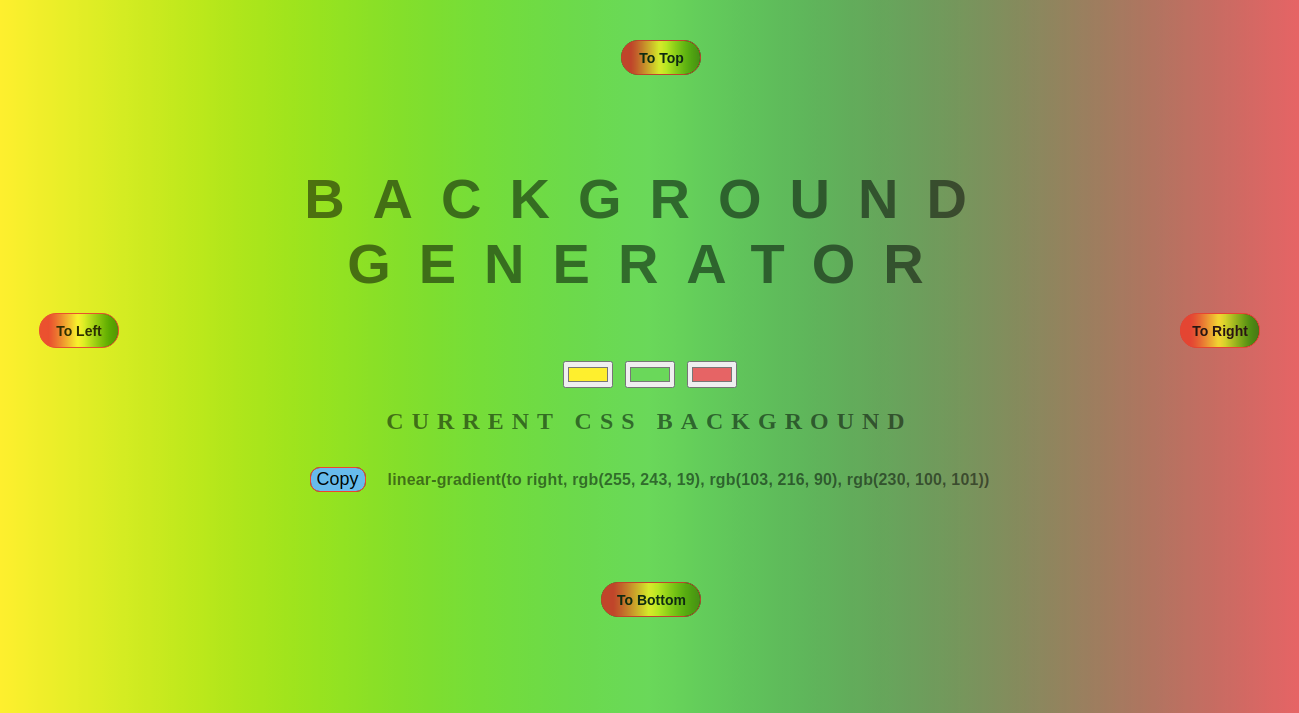 To Top
BACKGROUND
GENERATOR
To Left
To Right
CURRENT CSS BACKGROUND
Copy
linear-gradient(to right, rgb(255, 243, 19), rgb(103, 216, 90), rgb(230, 100, 101))
To Bottom